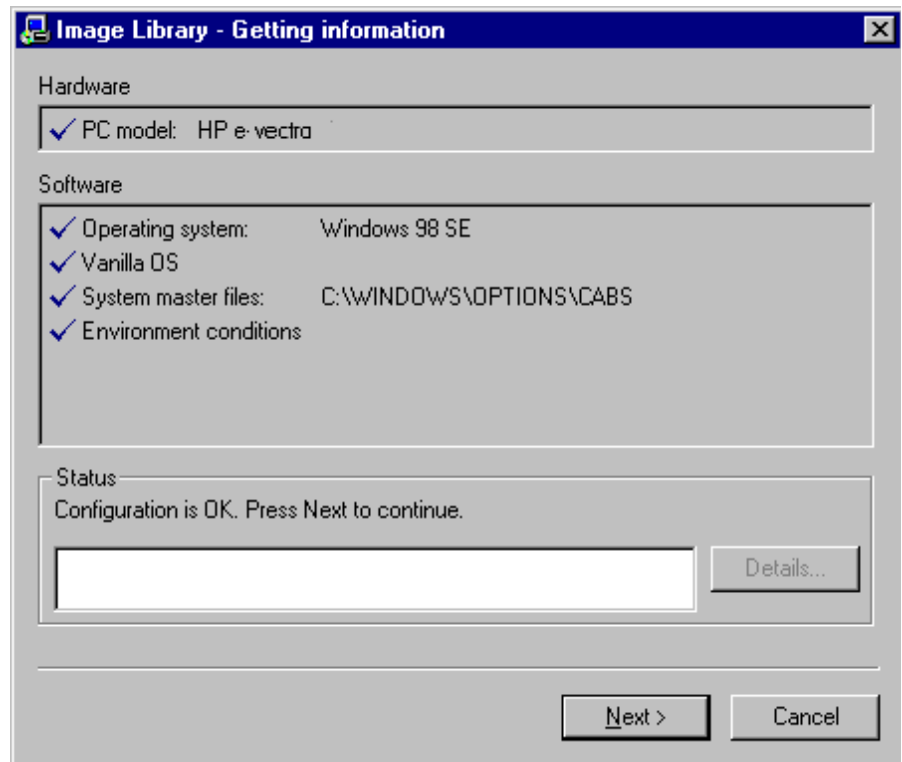 Image Library - Getting information
Hardware
PC model: HP e-vectra
Software
Operating system: Windows 98 SE
Vanilla OS
System master files: C:\WINDOWS\OPTIONS\CABS
Environment conditions
Status
Configuration is OK. Press Next to continue.
Details...
Next >
Cancel